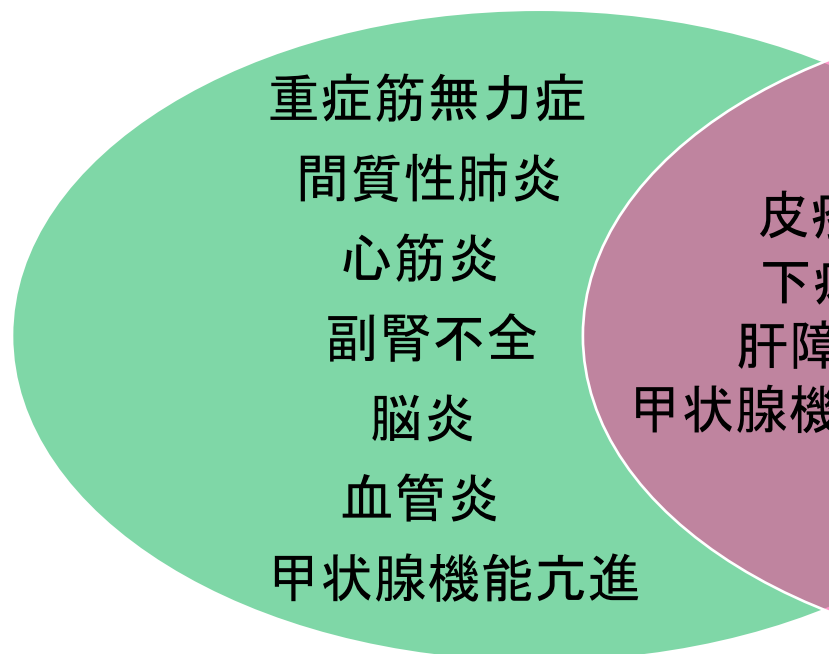 重症筋無力症
間質性肺炎
心筋炎
副腎不全
脳炎
血管炎
甲状腺機能亢進
皮
下
肝障
甲状腺機